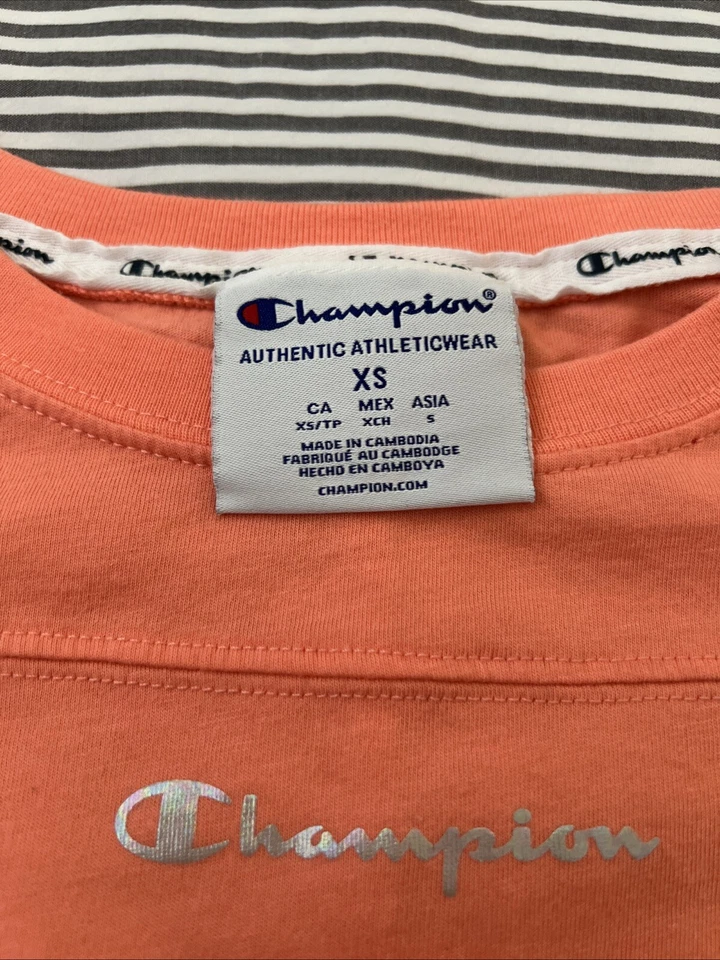 pion
Champion
Champion
Champion®
AUTHENTIC ATHLETICWEAR
XS
CA MEX ASIA
XS/TP XCH S
MADE IN CAMBODIA
FABRIQUÉ AU CAMBODGE
HECHO EN CAMBOYA
CHAMPION.COM
Champion